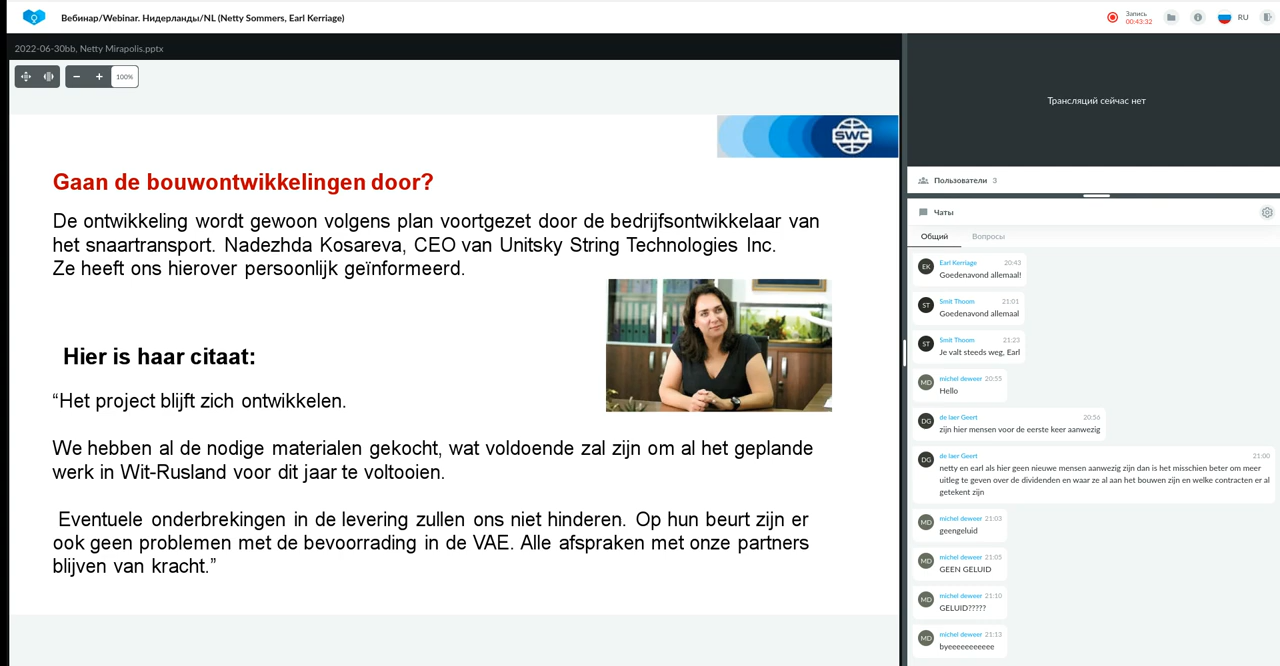 Вебинар/Webinar. Нидерланды/NL (Netty Sommers, Earl Kerriage)
Запись
00:43:32
RU
2022-06-30bb, Netty Mirapolis.pptx
100%
SWC
Gaan de bouwontwikkelingen door?
De ontwikkeling wordt gewoon volgens plan voortgezet door de bedrijfsontwikkelaar van
het snaartransport. Nadezhda Kosareva, CEO van Unitsky String Technologies Inc.
Ze heeft ons hierover persoonlijk geïnformeerd.
Hier is haar citaat:
“Het project blijft zich ontwikkelen.
We hebben al de nodige materialen gekocht, wat voldoende zal zijn om al het geplande
werk in Wit-Rusland voor dit jaar te voltooien.
Eventuele onderbrekingen in de levering zullen ons niet hinderen. Op hun beurt zijn er
ook geen problemen met de bevoorrading in de VAE. Alle afspraken met onze partners
blijven van kracht.”
Трансляций сейчас нет
Пользователи 3
Чаты
Общий Вопросы
EK Earl Kerriage 20:43
Goedenavond allemaal!
ST Smit Thoom 21:01
Goedenavond allemaal
ST Smit Thoom 21:23
Je valt steeds weg, Earl
MD michel deweer 20:55
Hello
DG de laer Geert 20:56
zijn hier mensen voor de eerste keer aanwezig
DG de laer Geert 21:00
netty en earl als hier geen nieuwe mensen aanwezig zijn dan is het misschien beter om meer
uitleg te geven over de dividenden en waar ze al aan het bouwen zijn en welke contracten er al
getekent zijn
MD michel deweer 21:03
geengeluid
MD michel deweer 21:05
GEEN GELUID
MD michel deweer 21:10
GELUID?????
MD michel deweer 21:13
byeeeeeeeeeee